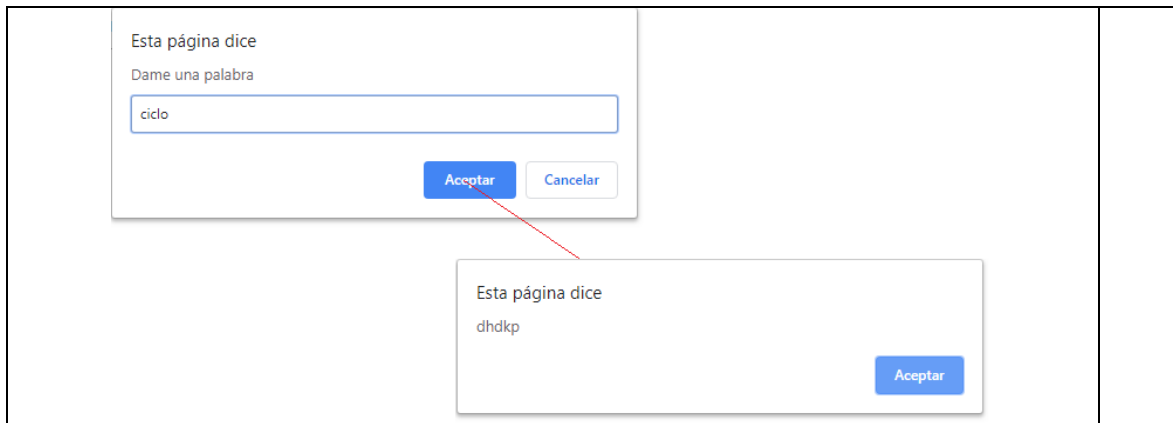 Esta página dice
Dame una palabra
ciclo
Aceptar Cancelar
Esta página dice
dhdkp
Aceptar